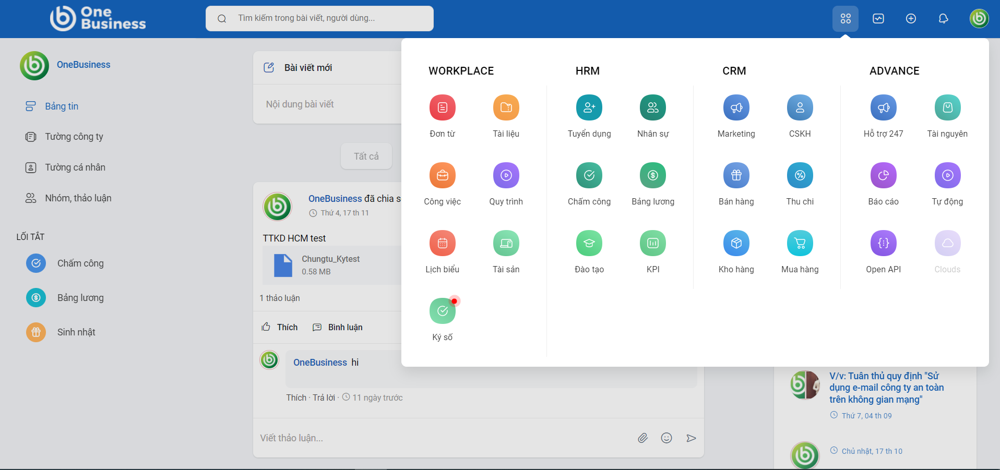 One
Business
Tìm kiếm trong bài viết, người dùng...
OneBusiness
Bảng tin
Tường công ty
Tường cá nhân
Nhóm, thảo luận
LỐI TẮT
Chấm công
Bảng lương
Sinh nhật
Bài viết mới
Nội dung bài viết
Tất cả
OneBusiness đã chia s
Thứ 4, 17 th 11
TTKD HCM test
Chungtu_Kytest
0.58 MB
1 thảo luận
Thích Bình luận
OneBusiness hi
Thích · Trả lời · 11 ngày trước
Viết thảo luận...
WORKPLACE
Đơn từ Tài liệu
Công việc Quy trình
Lịch biểu Tài sản
Ký số
HRM
Tuyển dụng Nhân sự
Chấm công Bảng lương
Đào tạo KPI
CRM
Marketing CSKH
Bán hàng Thu chi
Kho hàng Mua hàng
ADVANCE
Hỗ trợ 247 Tài nguyên
Báo cáo Tự động
Open API Clouds
V/v: Tuân thủ quy định "Sử
dụng e-mail công ty an toàn
trên không gian mạng"
Thứ 7, 04 th 09
Chủ nhật, 17 th 10